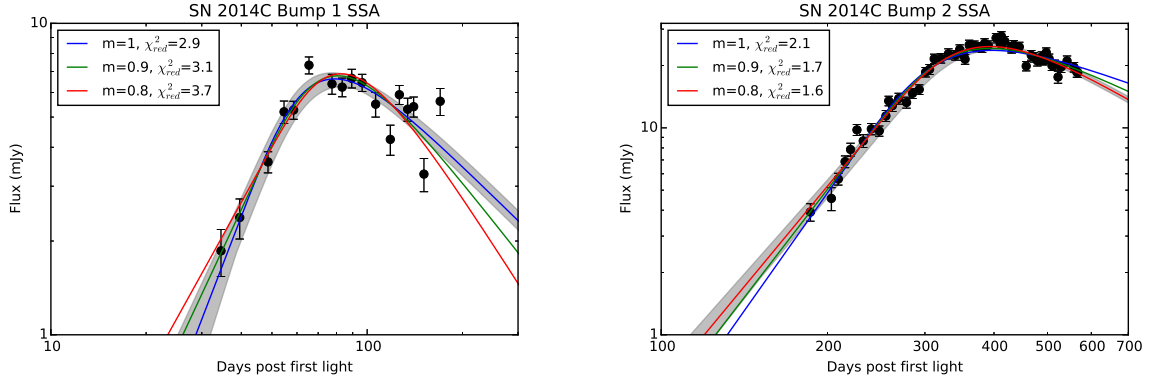 SN 2014C Bump 1 SSA
10
m=1, χ²red=2.9
m=0.9, χ²red=3.1
m=0.8, χ²red=3.7
Flux (mJy)
1
10
100
Days post first light
SN 2014C Bump 2 SSA
m=1, χ²red=2.1
m=0.9, χ²red=1.7
m=0.8, χ²red=1.6
10
Flux (mJy)
1
100
200
300
400
500
600
700
Days post first light